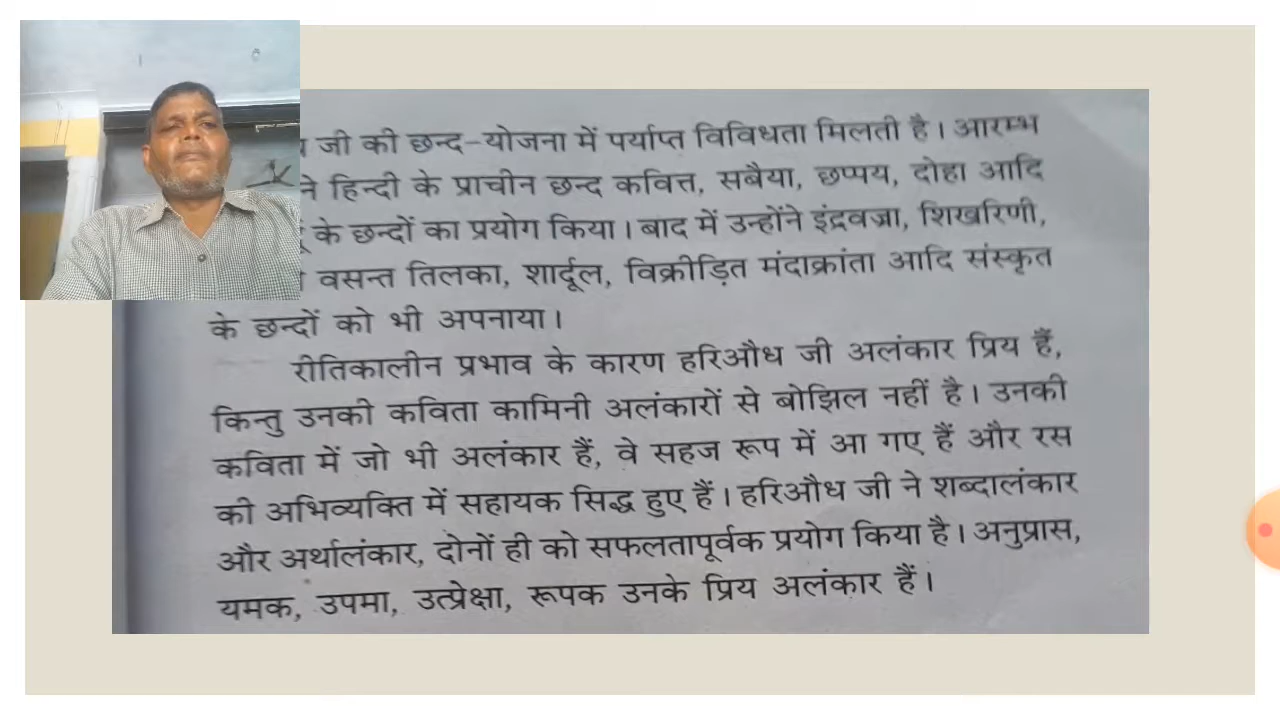 जी की छन्द-योजना में पर्याप्त विविधता मिलती है। आरम्भ
ने हिन्दी के प्राचीन छन्द कवित्त, सबैया, छप्पय, दोहा आदि
के छन्दों का प्रयोग किया। बाद में उन्होंने इंद्रवज्रा, शिखरिणी,
वसन्त तिलका, शार्दूल, विक्रीड़ित मंदाक्रांता आदि संस्कृत
के छन्दों को भी अपनाया।
रीतिकालीन प्रभाव के कारण हरिऔध जी अलंकार प्रिय हैं,
किन्तु उनकी कविता कामिनी अलंकारों से बोझिल नहीं है। उनकी
कविता में जो भी अलंकार हैं, वे सहज रूप में आ गए हैं और रस
की अभिव्यक्ति में सहायक सिद्ध हुए हैं। हरिऔध जी ने शब्दालंकार
और अर्थालंकार, दोनों ही को सफलतापूर्वक प्रयोग किया है। अनुप्रास,
यमक, उपमा, उत्प्रेक्षा, रूपक उनके प्रिय अलंकार हैं।